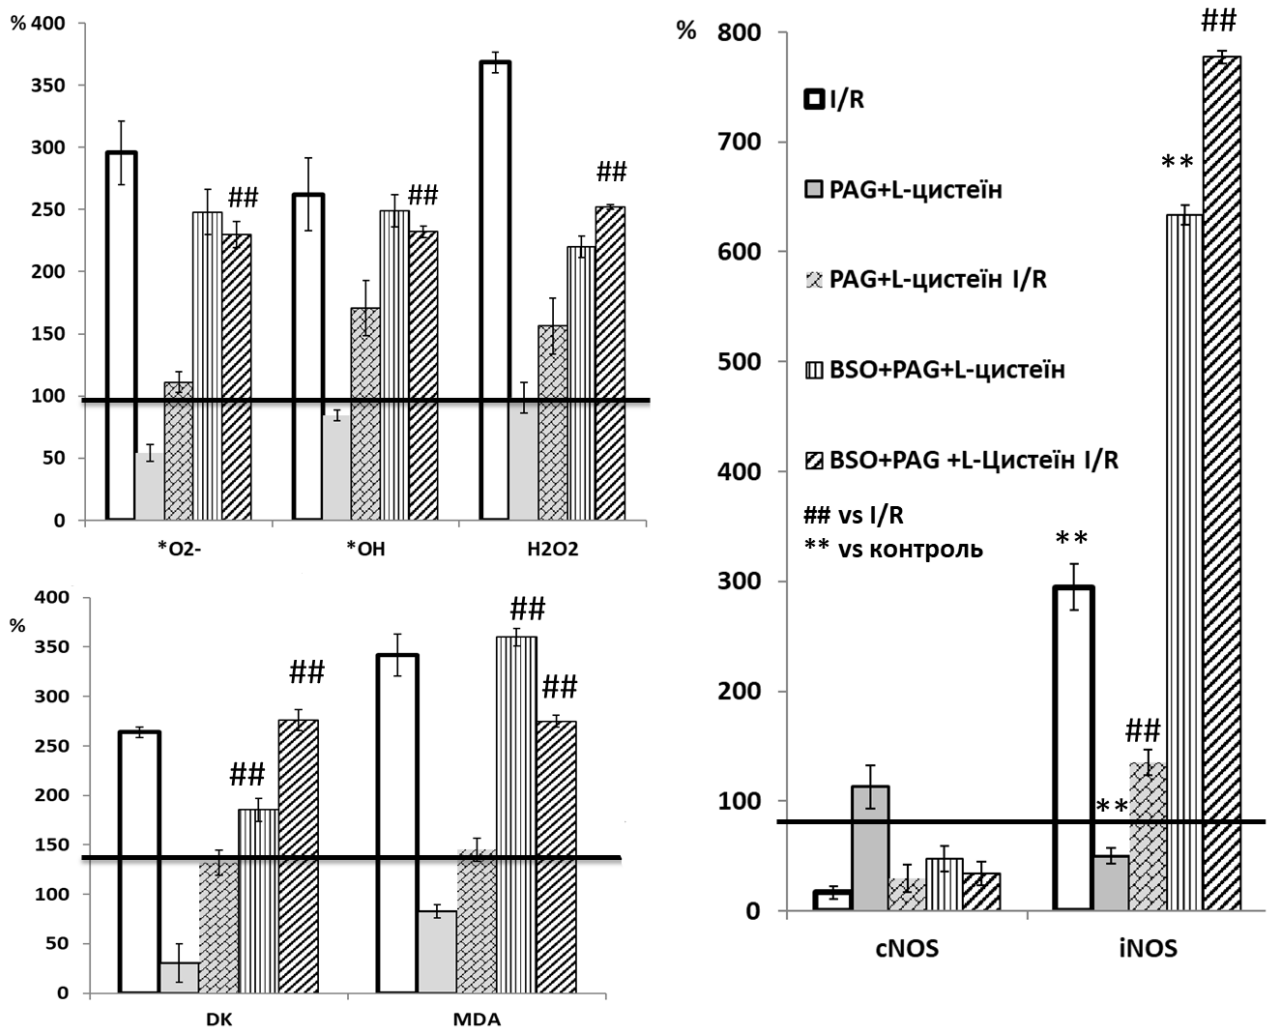 % 400
350
300
250
200
150
100
50
0
## ## ##
*O2- *OH H2O2
400
%
350
300
250
200
150
100
50
0
## ## ## ##
DK MDA
% 800
700
600
500
400
300
200
100
0
I/R
PAG+L-цистеїн
PAG+L-цистеїн I/R
BSO+PAG+L-цистеїн
BSO+PAG +L-Цистеїн I/R
## vs I/R
** vs контроль
** ** ## ** ##
cNOS iNOS